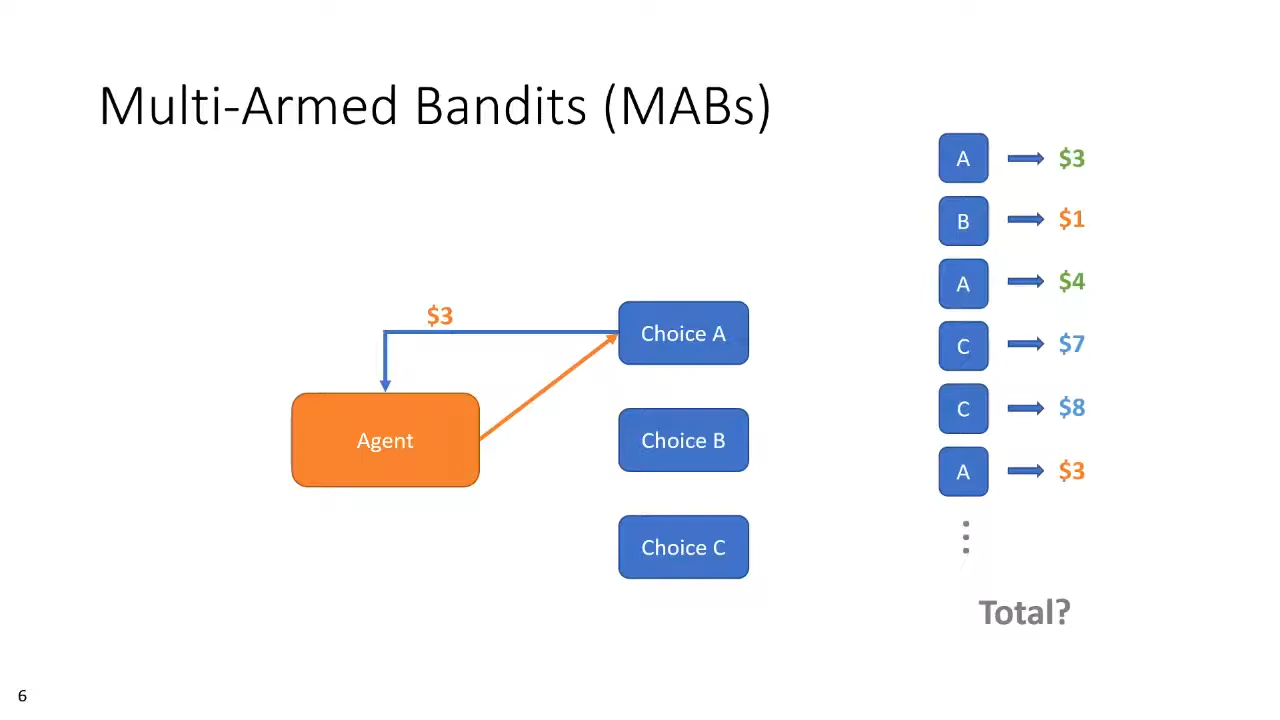 Multi-Armed Bandits (MABs)
$3
Choice A
Agent
Choice B
Choice C
A $3
B $1
A $4
C $7
C $8
A $3
Total?
6